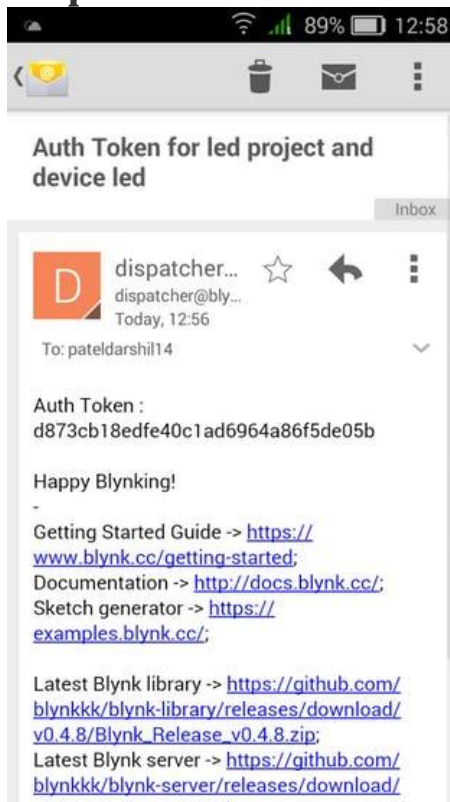 89% 12:58
Auth Token for led project and
device led
Inbox
D
dispatcher...
dispatcher@bly...
Today, 12:56
To: pateldarshil14
Auth Token :
d873cb18edfe40c1ad6964a86f5de05b
Happy Blynking!
-
Getting Started Guide -> https://
www.blynk.cc/getting-started;
Documentation -> http://docs.blynk.cc/;
Sketch generator -> https://
examples.blynk.cc/;
Latest Blynk library -> https://github.com/
blynkkk/blynk-library/releases/download/
v0.4.8/Blynk_Release_v0.4.8.zip;
Latest Blynk server -> https://github.com/
blynkkk/blynk-server/releases/download/